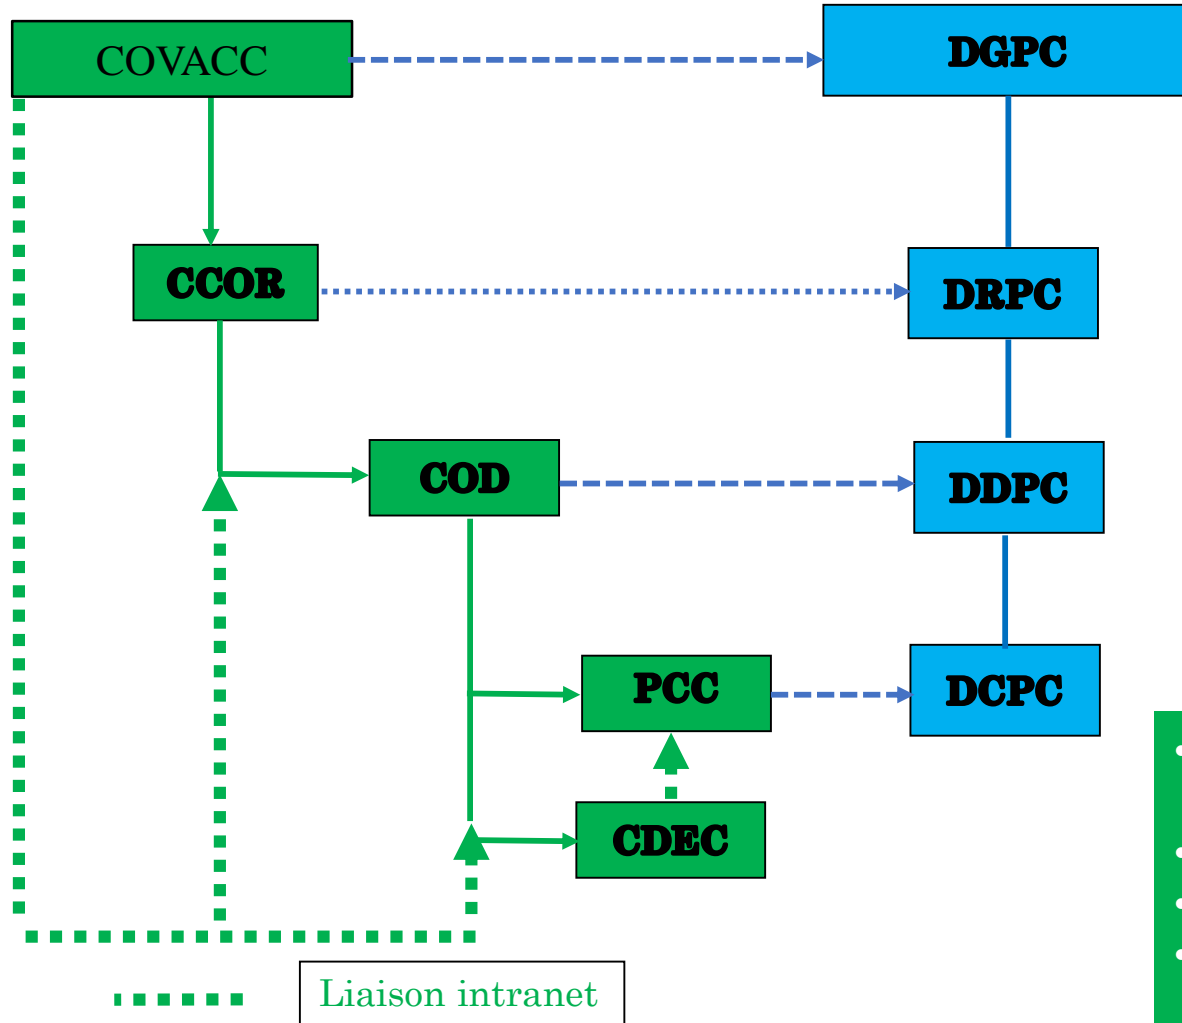 COVACC
DGPC
CCOR
DRPC
COD
DDPC
PCC
DCPC
CDEC
Liaison intranet